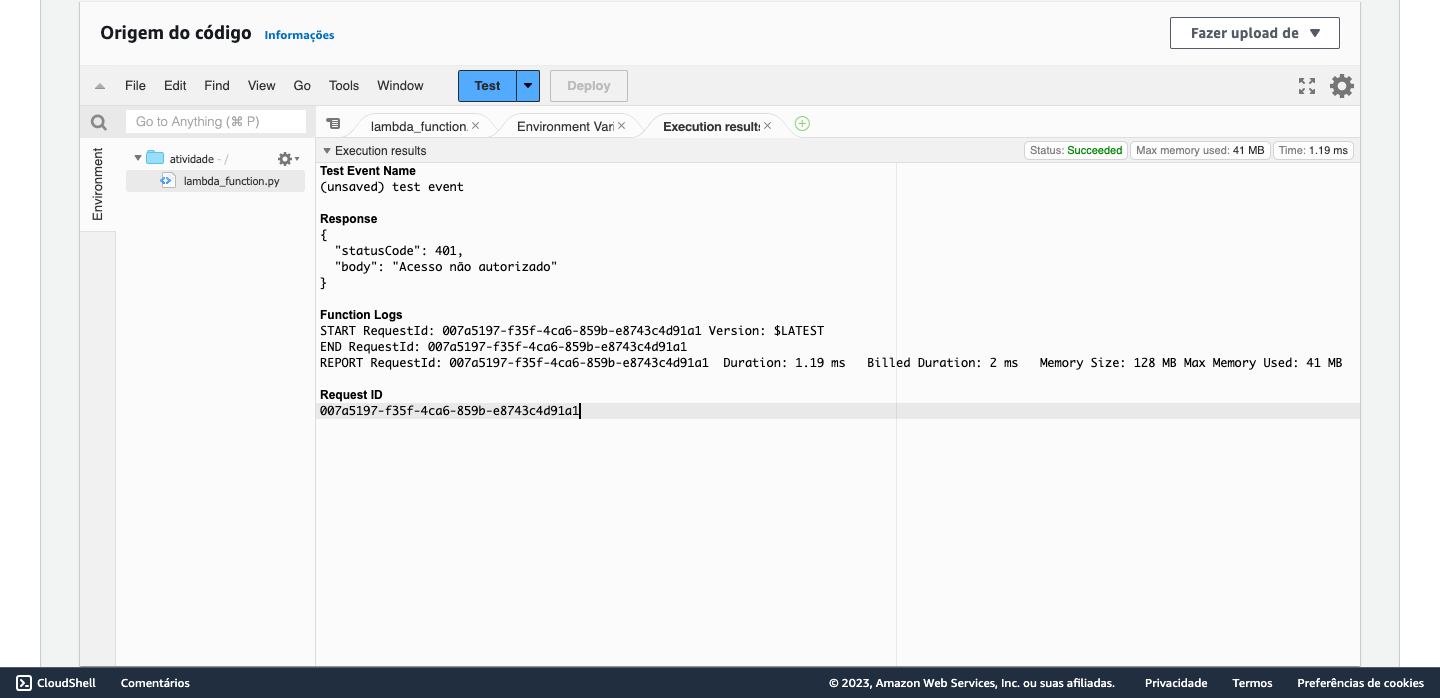 Origem do código Informações Fazer upload de
File Edit Find View Go Tools Window Test Deploy
Go to Anything (⌘ P) lambda_function. Environment Vari Execution results
Environment
atividade - /
lambda_function.py
Execution results Status: Succeeded Max memory used: 41 MB Time: 1.19 ms
Test Event Name
(unsaved) test event
Response
{
"statusCode": 401,
"body": "Acesso não autorizado"
}
Function Logs
START RequestId: 007a5197-f35f-4ca6-859b-e8743c4d91a1 Version: $LATEST
END RequestId: 007a5197-f35f-4ca6-859b-e8743c4d91a1
REPORT RequestId: 007a5197-f35f-4ca6-859b-e8743c4d91a1 Duration: 1.19 ms Billed Duration: 2 ms Memory Size: 128 MB Max Memory Used: 41 MB
Request ID
007a5197-f35f-4ca6-859b-e8743c4d91a1
CloudShell Comentários © 2023, Amazon Web Services, Inc. ou suas afiliadas. Privacidade Termos Preferências de cookies